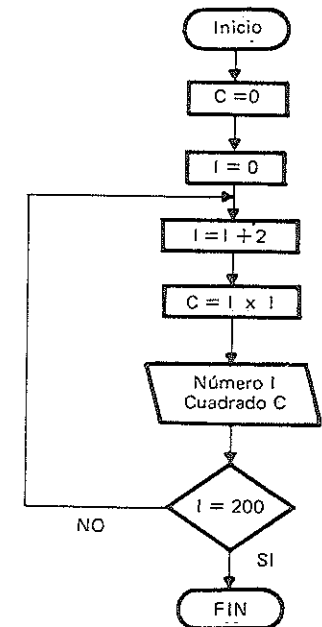 Inicio
C = 0
I = 0
I = I + 2
C = I x I
Número I
Cuadrado C
I = 200
NO
SI
FIN